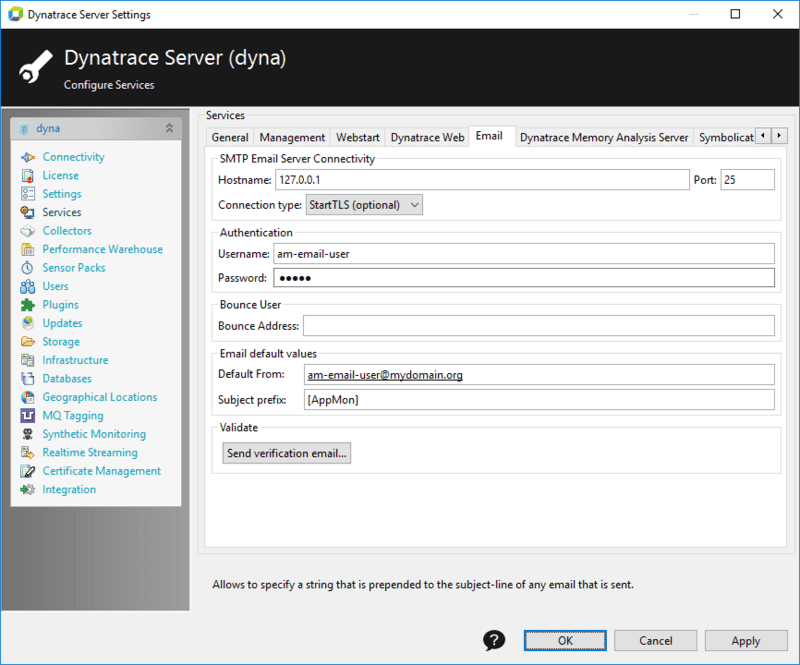 Dynatrace Server Settings
Dynatrace Server (dyna)
Configure Services
dyna
Connectivity
License
Settings
Services
Collectors
Performance Warehouse
Sensor Packs
Users
Plugins
Updates
Storage
Infrastructure
Databases
Geographical Locations
MQ Tagging
Synthetic Monitoring
Realtime Streaming
Certificate Management
Integration
Services
General Management Webstart Dynatrace Web Email Dynatrace Memory Analysis Server Symbolicat
SMTP Email Server Connectivity
Hostname: 127.0.0.1 Port: 25
Connection type: StartTLS (optional)
Authentication
Username: am-email-user
Password: ●●●●●
Bounce User
Bounce Address:
Email default values
Default From: am-email-user@mydomain.org
Subject prefix: [AppMon]
Validate
Send verification email...
Allows to specify a string that is prepended to the subject-line of any email that is sent.
? OK Cancel Apply